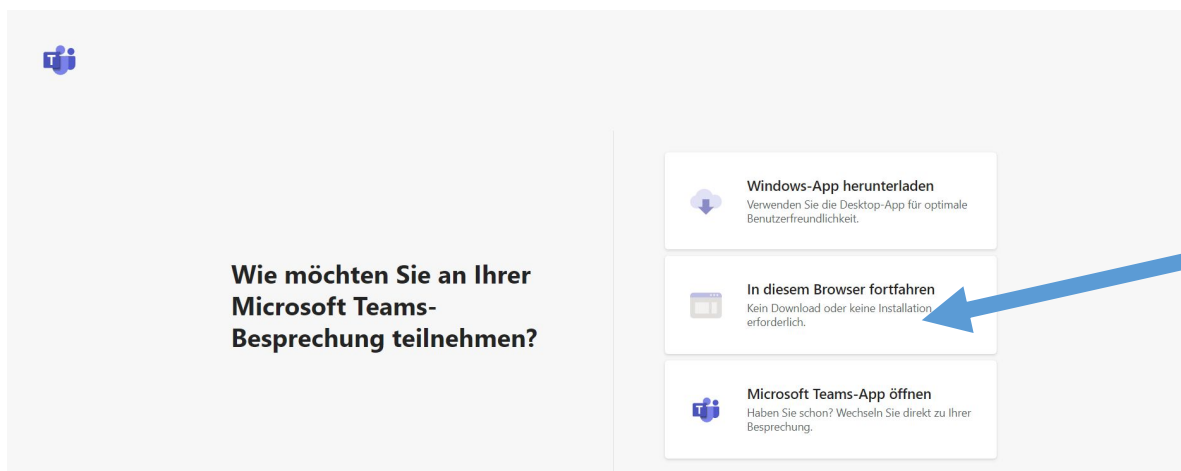 Wie möchten Sie an Ihrer
Microsoft Teams-
Besprechung teilnehmen?
Windows-App herunterladen
Verwenden Sie die Desktop-App für optimale
Benutzerfreundlichkeit.
In diesem Browser fortfahren
Kein Download oder keine Installation
erforderlich.
Microsoft Teams-App öffnen
Haben Sie schon? Wechseln Sie direkt zu Ihrer
Besprechung.